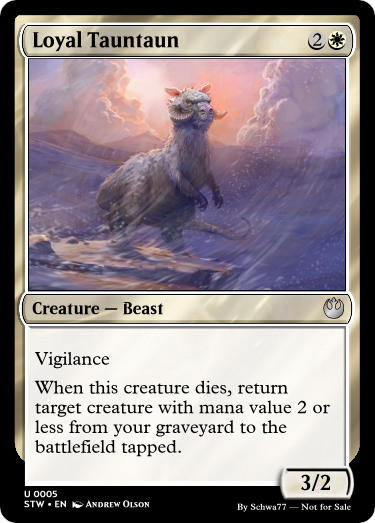 Loyal Tauntaun 2
Creature — Beast
Vigilance
When this creature dies, return
target creature with mana value 2 or
less from your graveyard to the
battlefield tapped.
3/2
U 0005
STW • EN Andrew Olson
By Schwa77 — Not for Sale